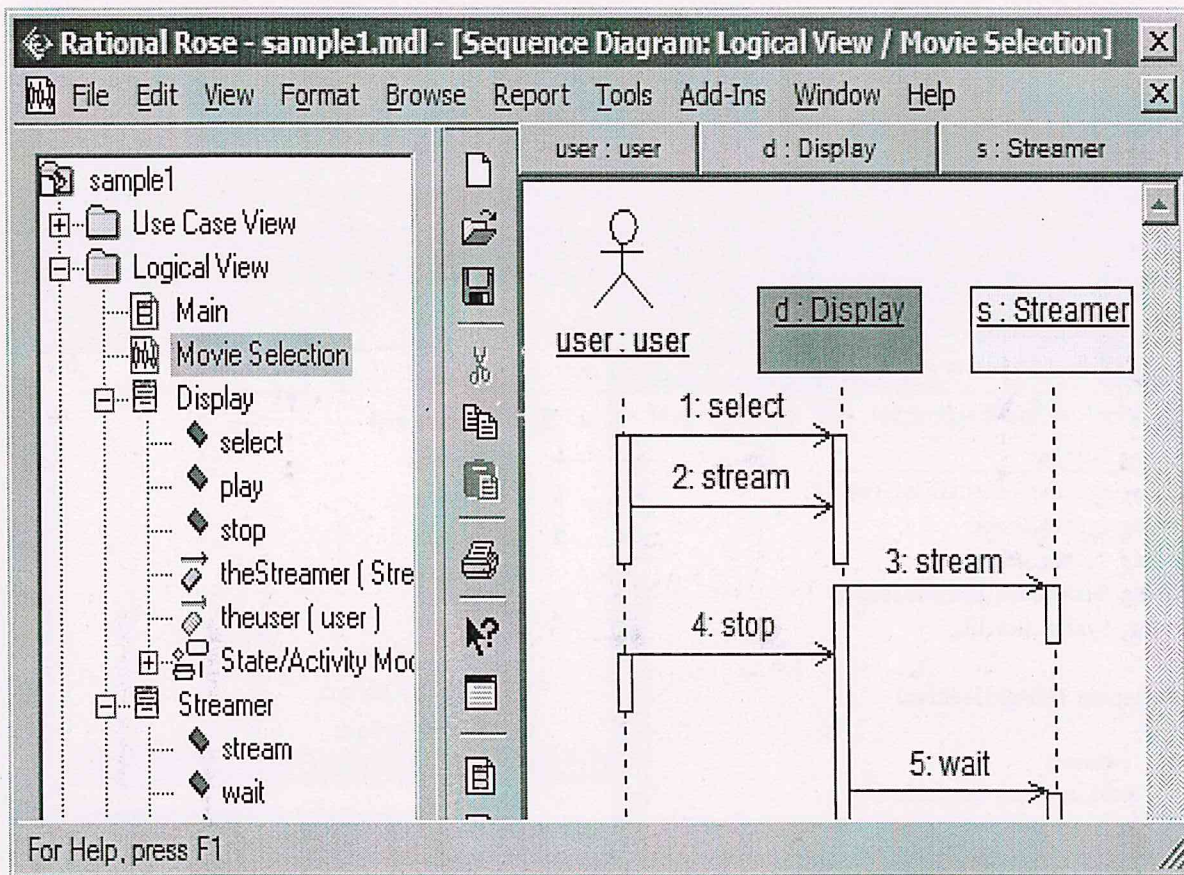 Rational Rose - sample1.mdl - [Sequence Diagram: Logical View / Movie Selection]
File Edit View Format Browse Report Tools Add-Ins Window Help
sample1
Use Case View
Logical View
Main
Movie Selection
Display
select
play
stop
theStreamer ( Stre
theuser ( user )
State/Activity Mod
Streamer
stream
wait
user : user
d : Display
s : Streamer
user : user
d : Display
s : Streamer
1: select
2: stream
3: stream
4: stop
5: wait
For Help, press F1